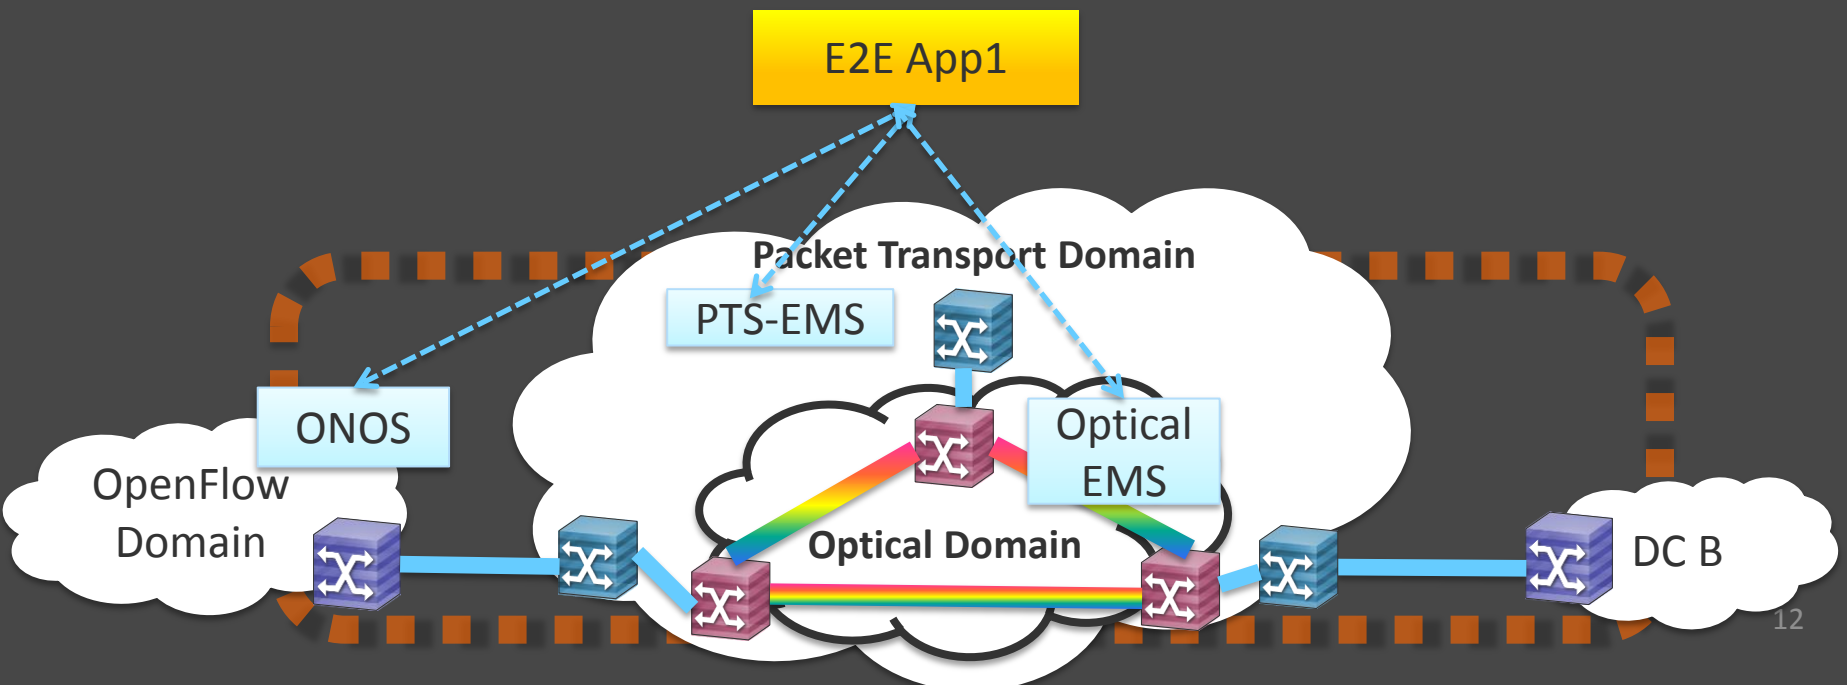 E2E App1
Packet Transport Domain
PTS-EMS
ONOS
Optical
EMS
OpenFlow
Domain
Optical Domain
DC B
12